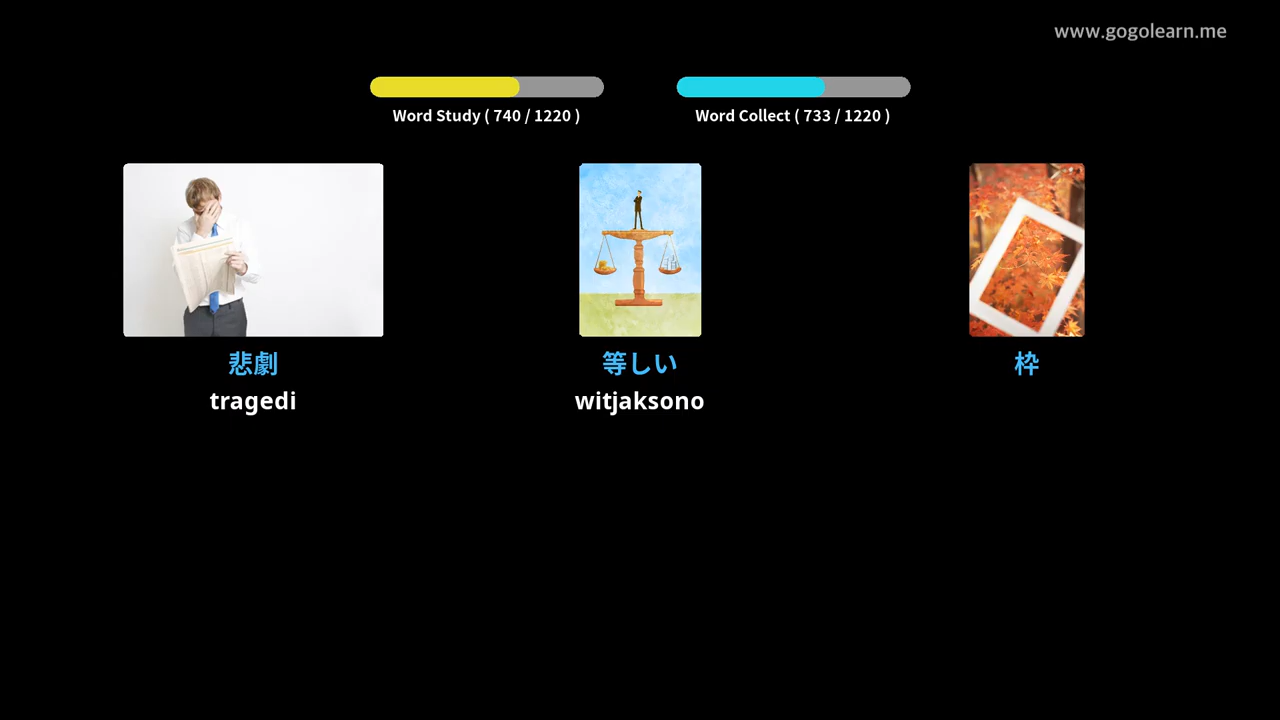 www.gogolearn.me
Word Study ( 740 / 1220 )
Word Collect ( 733 / 1220 )
悲劇
tragedi
等しい
witjaksono
枠